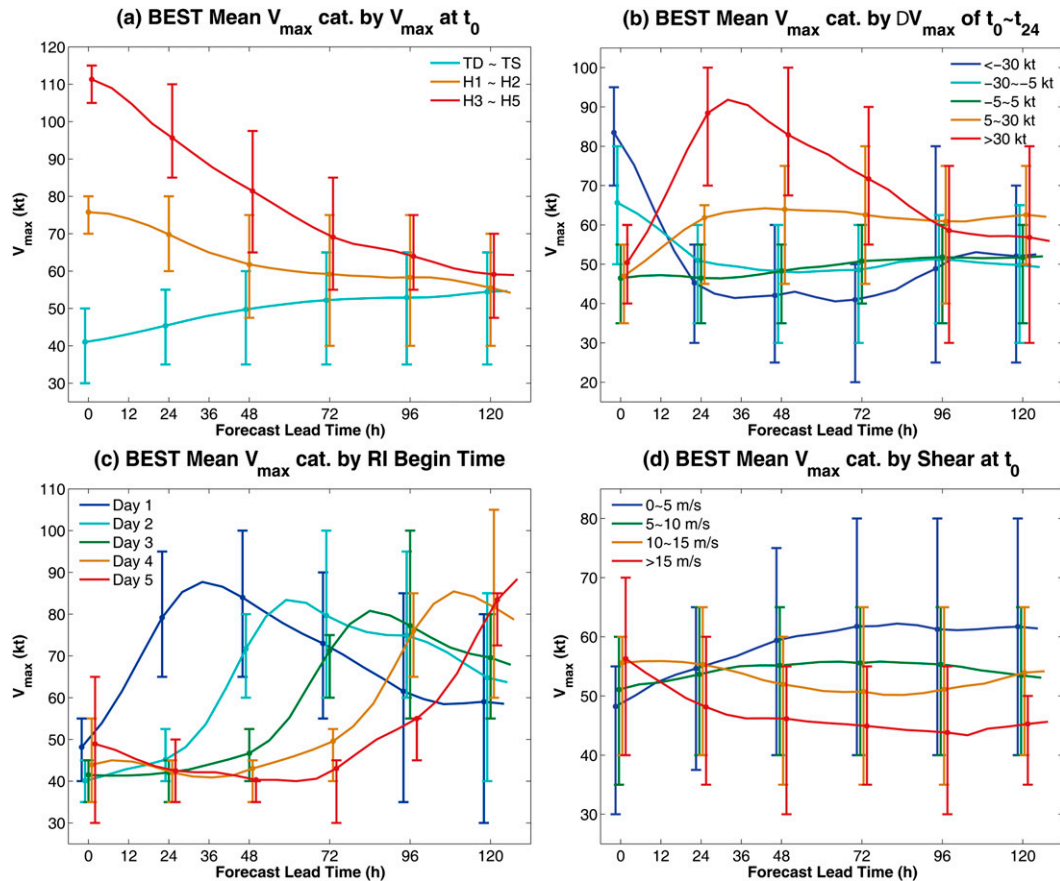 (a) BEST Mean Vmax cat. by Vmax at t0
120
110
100
90
80
70
60
50
40
30
Vmax (kt)
TD ~ TS
H1 ~ H2
H3 ~ H5
0 12 24 36 48 72 96 120
Forecast Lead Time (h)
(b) BEST Mean Vmax cat. by DVmax of t0~t24
100
90
80
70
60
50
40
30
20
Vmax (kt)
<-30 kt
-30~-5 kt
-5~5 kt
5~30 kt
>30 kt
0 12 24 36 48 72 96 120
Forecast Lead Time (h)
(c) BEST Mean Vmax cat. by RI Begin Time
110
100
90
80
70
60
50
40
30
Vmax (kt)
Day 1
Day 2
Day 3
Day 4
Day 5
0 12 24 36 48 72 96 120
Forecast Lead Time (h)
(d) BEST Mean Vmax cat. by Shear at t0
80
70
60
50
40
30
Vmax (kt)
0~5 m/s
5~10 m/s
10~15 m/s
>15 m/s
0 12 24 36 48 72 96 120
Forecast Lead Time (h)